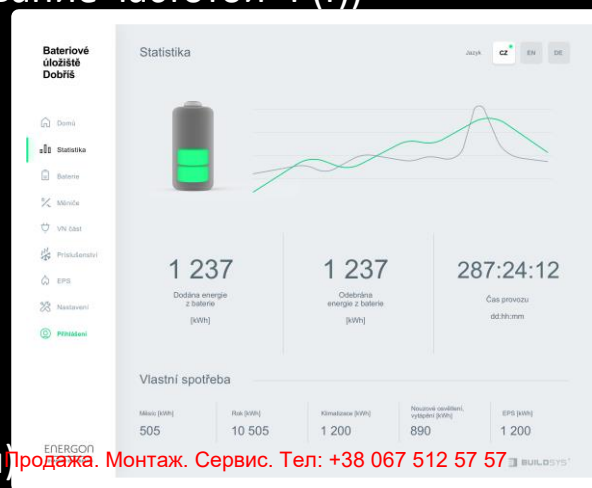 Bateriové
úložiště
Dobříš
Statistika
Jazyk CZ EN DE
Domů
Statistika
Baterie
Měniče
VN část
Příslušenství
EPS
Nastavení
Přihlášení
1 237
Dodána energie
z baterie
[kWh]
1 237
Odebrána
energie z baterie
[kWh]
287:24:12
Čas provozu
dd:hh:mm
Vlastní spotřeba
Měsíc [kWh]
505
Rok [kWh]
10 505
Klimatizace [kWh]
1 200
Nouzové osvětlení,
vytápění [kWh]
890
EPS [kWh]
1 200
ENERGON
Продажа. Монтаж. Сервис. Тел: +38 067 512 57 57
BUILDSYS